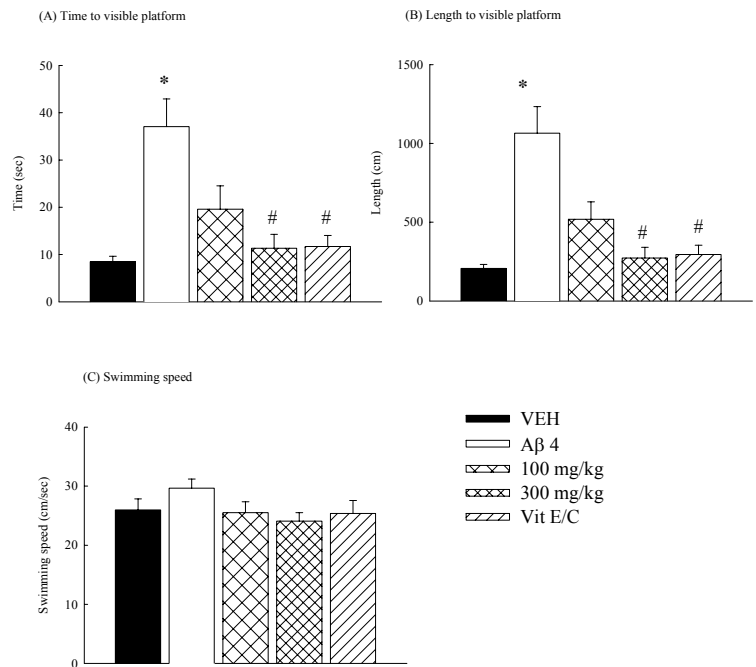 (A) Time to visible platform
50
40
30
20
10
0
Time (sec)
*
#
#
(B) Length to visible platform
1500
1000
500
0
Length (cm)
*
#
#
(C) Swimming speed
40
30
20
10
0
Swimming speed (cm/sec)
VEH
Aβ 4
100 mg/kg
300 mg/kg
Vit E/C